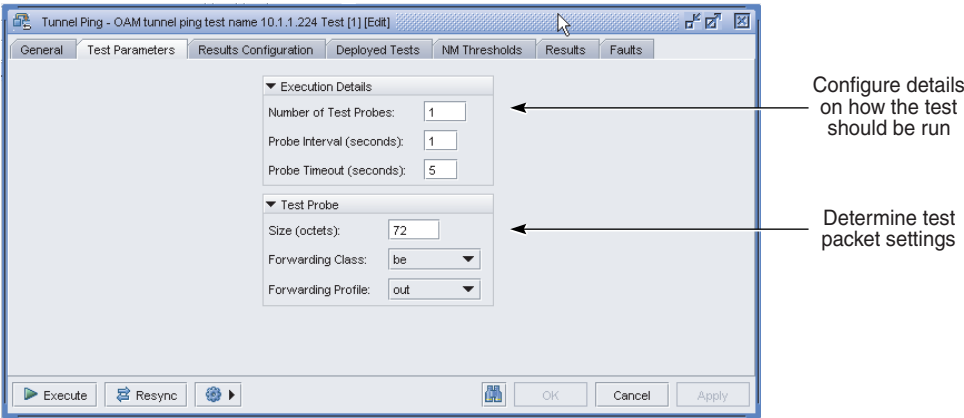 Tunnel Ping - OAM tunnel ping test name 10.1.1.224 Test [1] [Edit]
General Test Parameters Results Configuration Deployed Tests NM Thresholds Results Faults
Execution Details
Number of Test Probes: 1
Probe Interval (seconds): 1
Probe Timeout (seconds): 5
Configure details
on how the test
should be run
Test Probe
Size (octets): 72
Forwarding Class: be
Forwarding Profile: out
Determine test
packet settings
Execute Resync OK Cancel Apply